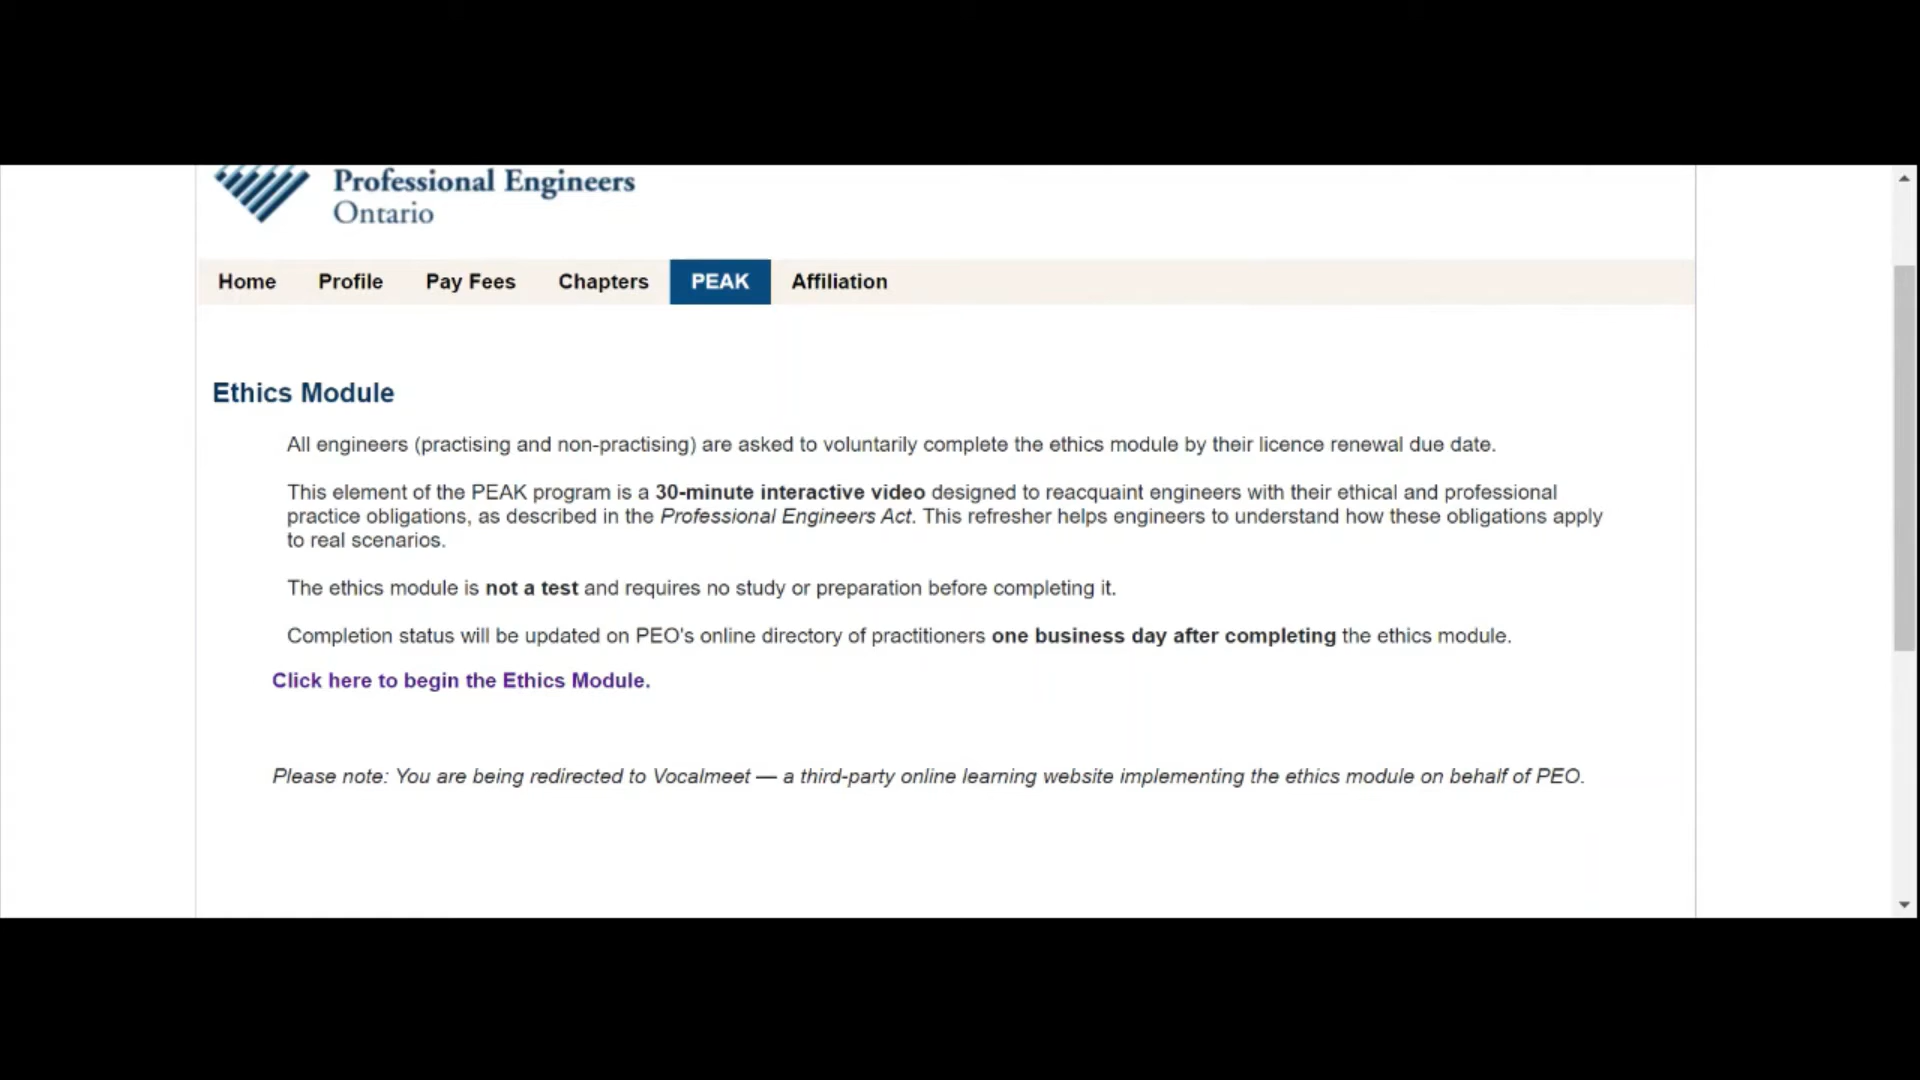 Professional Engineers
Ontario
Home Profile Pay Fees Chapters PEAK Affiliation
Ethics Module
All engineers (practising and non-practising) are asked to voluntarily complete the ethics module by their licence renewal due date.
This element of the PEAK program is a 30-minute interactive video designed to reacquaint engineers with their ethical and professional
practice obligations, as described in the Professional Engineers Act. This refresher helps engineers to understand how these obligations apply
to real scenarios.
The ethics module is not a test and requires no study or preparation before completing it.
Completion status will be updated on PEO's online directory of practitioners one business day after completing the ethics module.
Click here to begin the Ethics Module.
Please note: You are being redirected to Vocalmeet — a third-party online learning website implementing the ethics module on behalf of PEO.